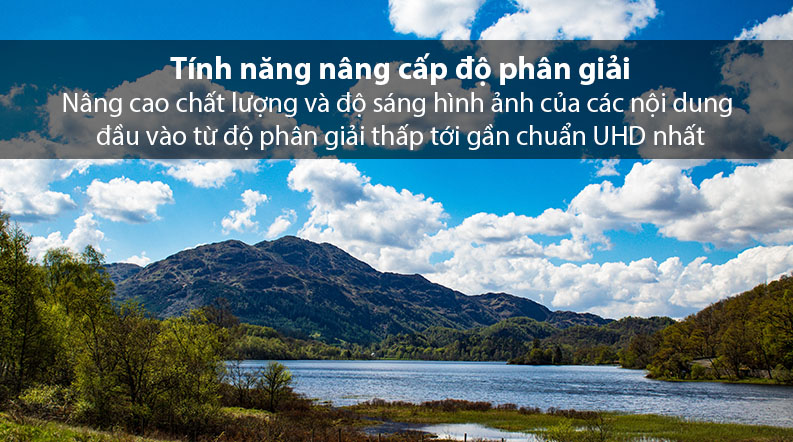 Tính năng nâng cấp độ phân giải
Nâng cao chất lượng và độ sáng hình ảnh của các nội dung
đầu vào từ độ phân giải thấp tới gần chuẩn UHD nhất